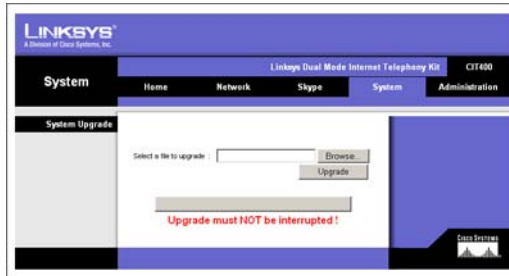 LINKSYS®
A Division of Cisco Systems, Inc.
Linksys Dual Mode Internet Telephony Kit CIT400
System
Home Network Skype System Administration
System Upgrade
Select a file to upgrade : Browse...
Upgrade
Upgrade must NOT be interrupted !
Cisco Systems